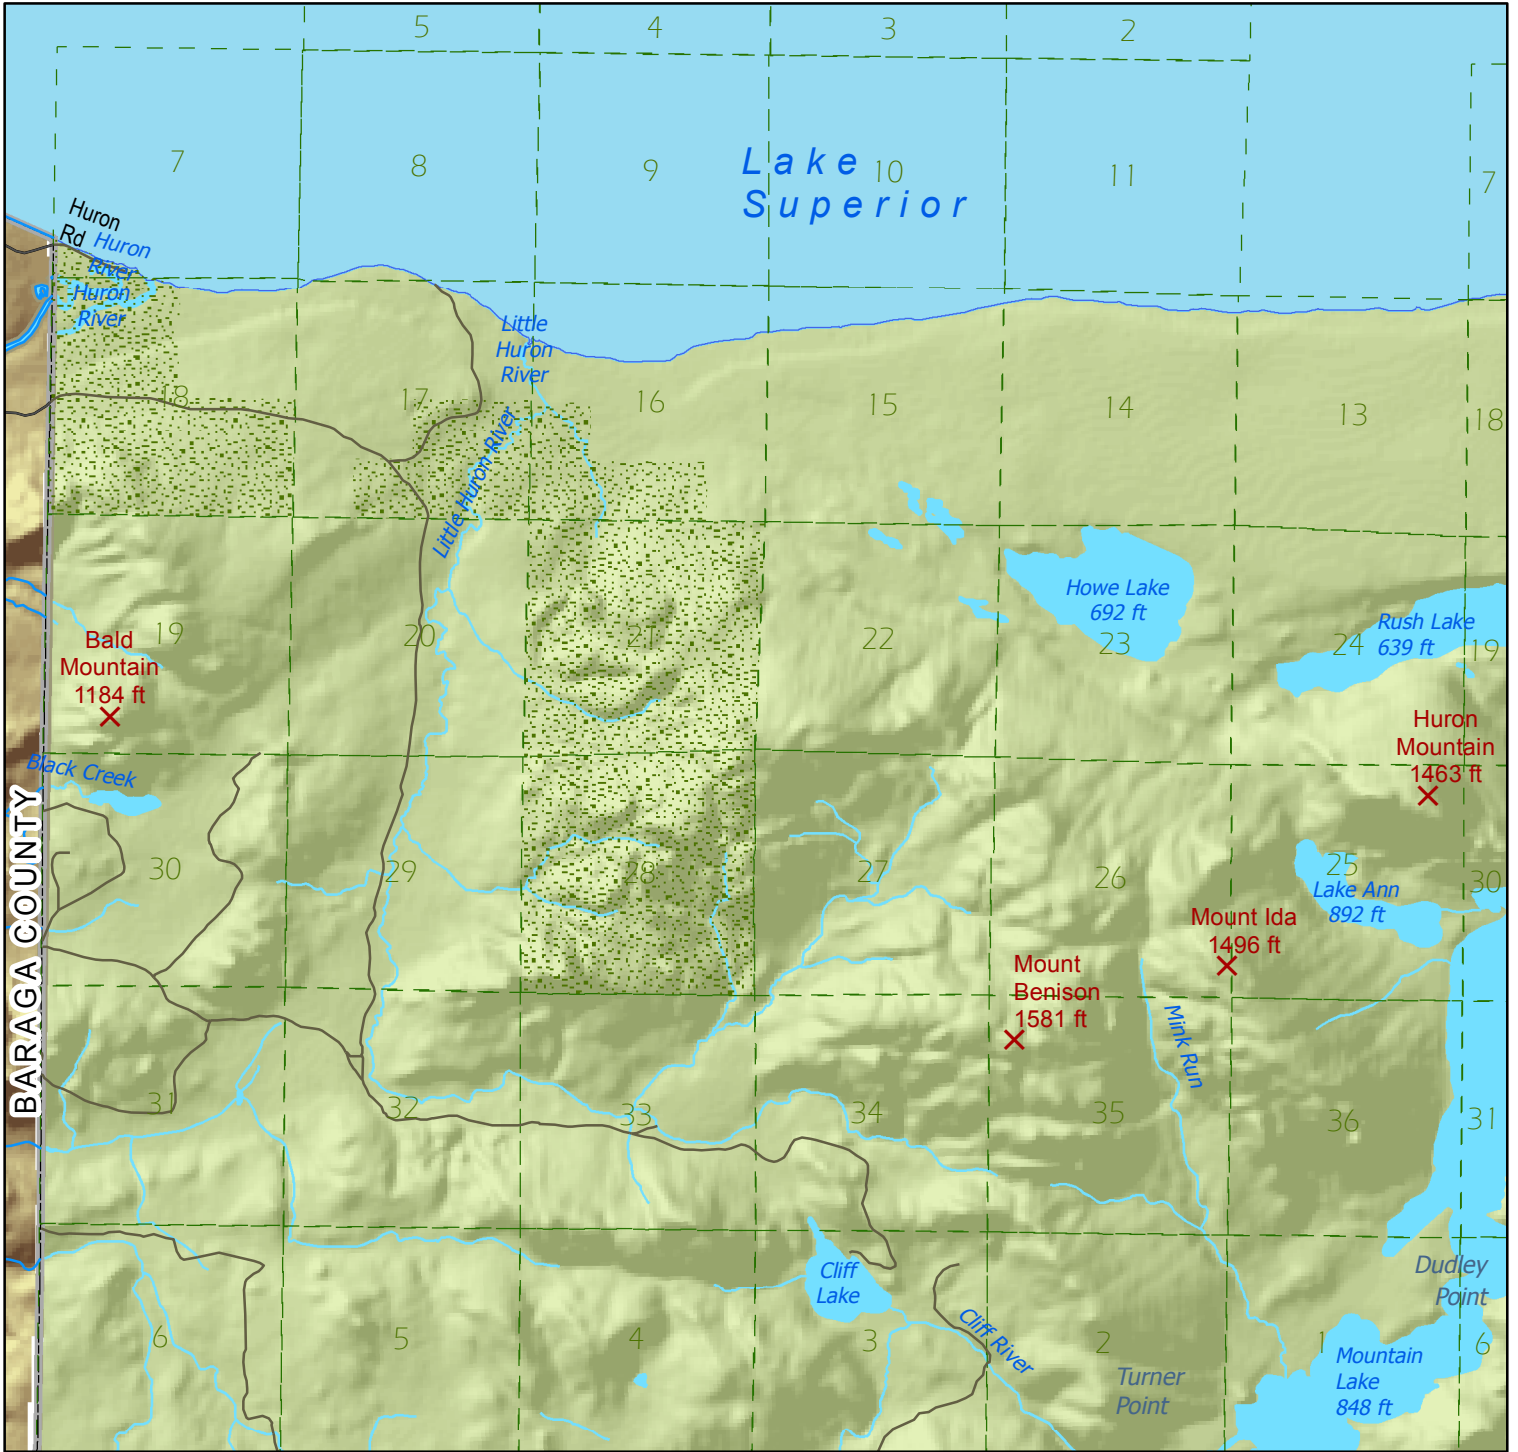 5
4
3
2
7
8
9
Lake
10
Superior
11
7
Huron
Rd
Huron
River
Huron
River
Little
Huron
River
18
17
16
15
14
13
18
Little Huron River
Howe Lake
692 ft
Rush Lake
639 ft
19
20
21
22
23
24
19
Bald
Mountain
1184 ft
Huron
Mountain
1463 ft
Black Creek
BARAGA COUNTY
30
29
28
27
26
25
30
Lake Ann
892 ft
Mount Ida
1496 ft
Mount
Benison
1581 ft
Mink Run
31
32
33
34
35
36
31
Dudley
Point
Cliff
Lake
Cliff River
6
5
4
3
2
1
6
Turner
Point
Mountain
Lake
848 ft